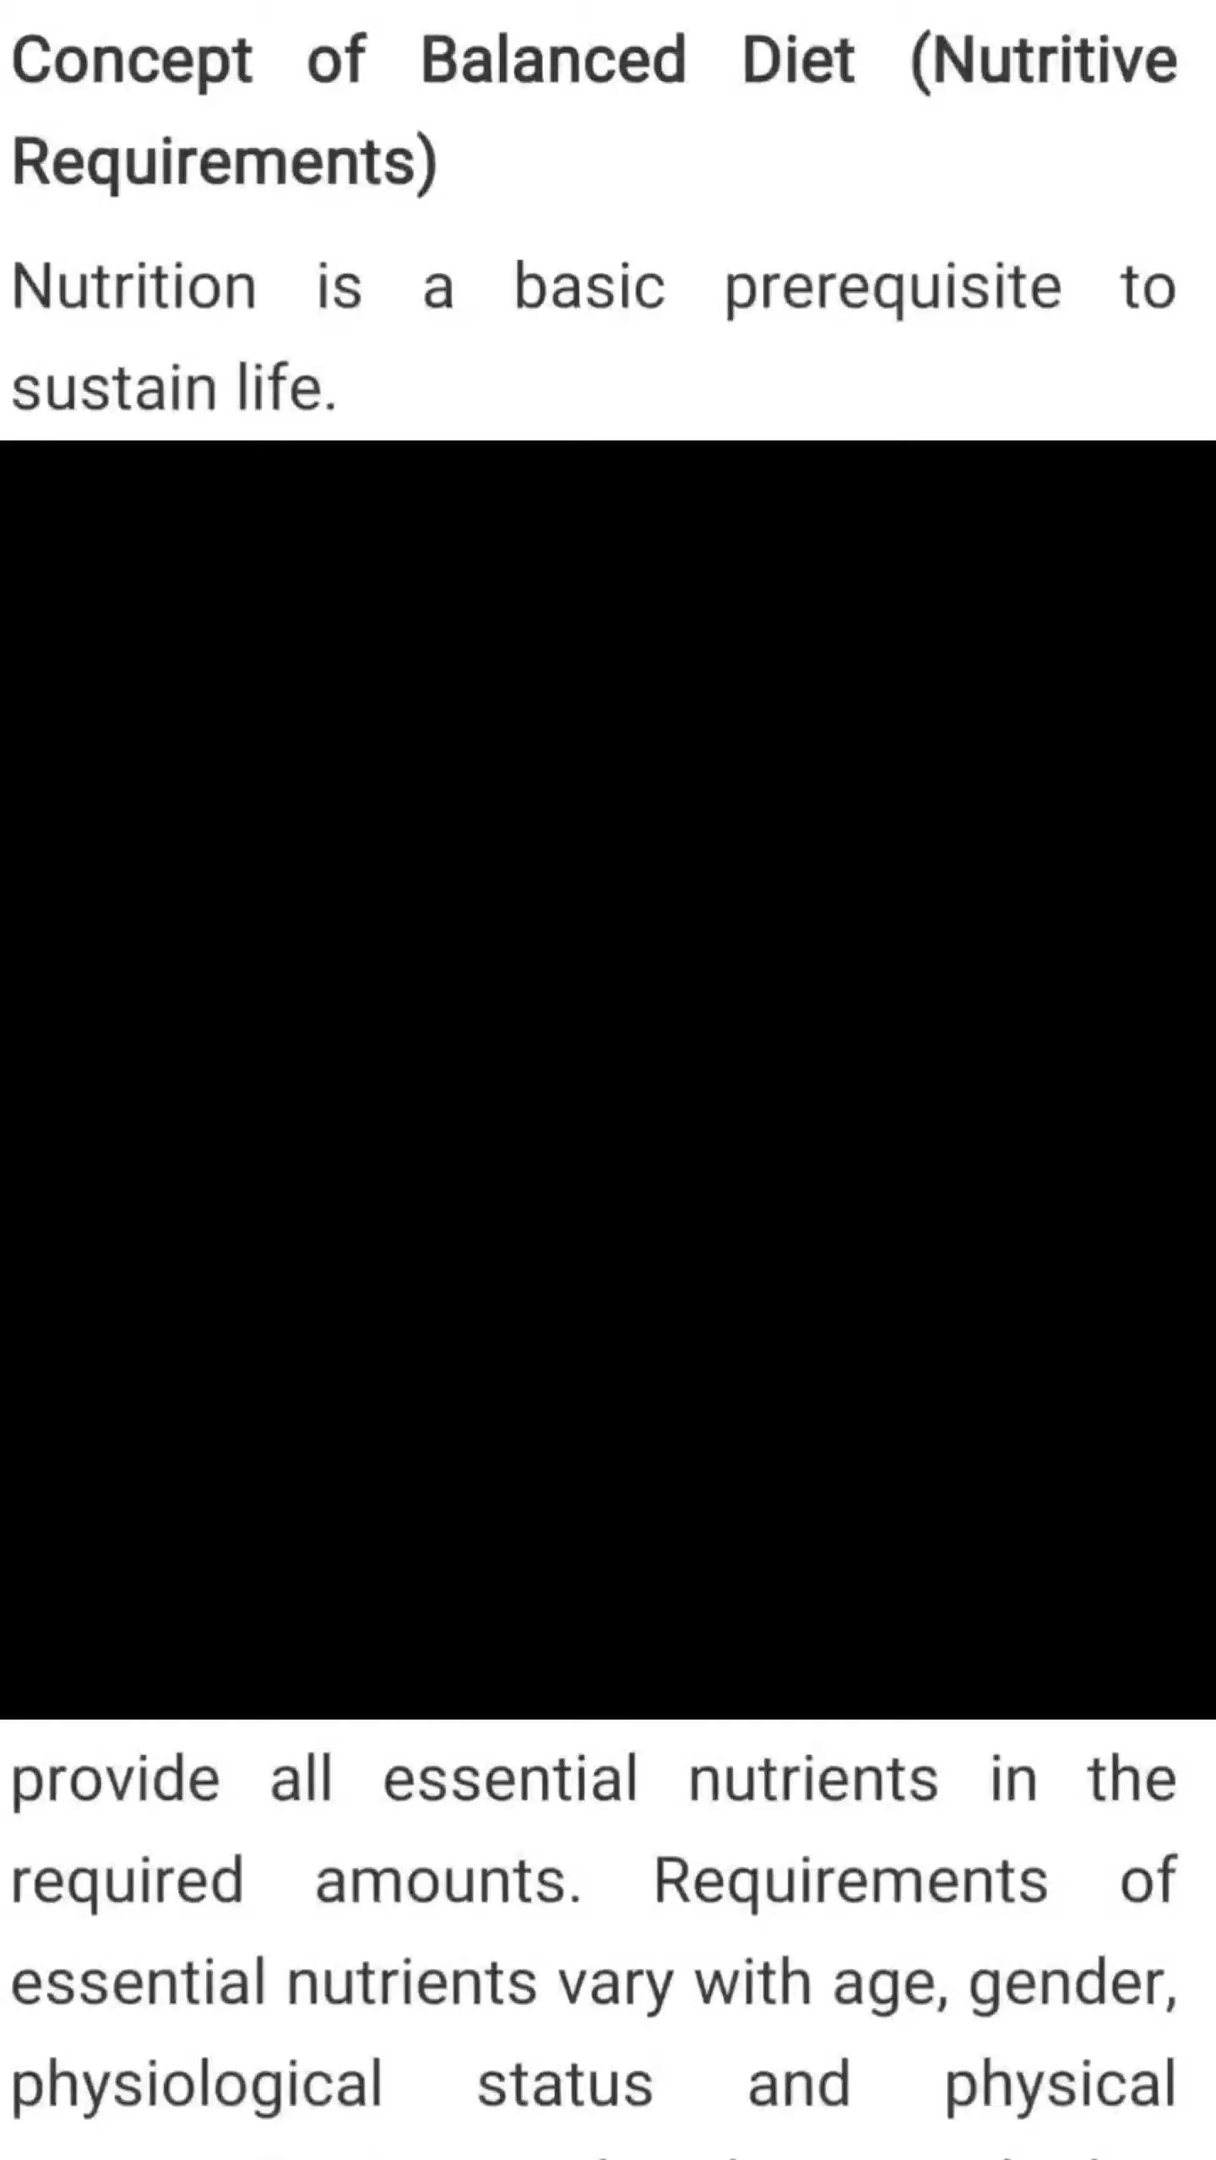 Concept of Balanced Diet (Nutritive
Requirements)
Nutrition is a basic prerequisite to
sustain life.
provide all essential nutrients in the
required amounts. Requirements of
essential nutrients vary with age, gender,
physiological status and physical